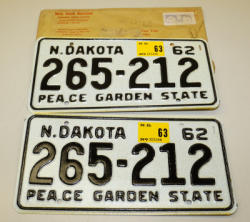 N.DAKOTA 62
63
265-212
PEACE GARDEN STATE
N.DAKOTA 62
63
265-212
PEACE GARDEN STATE